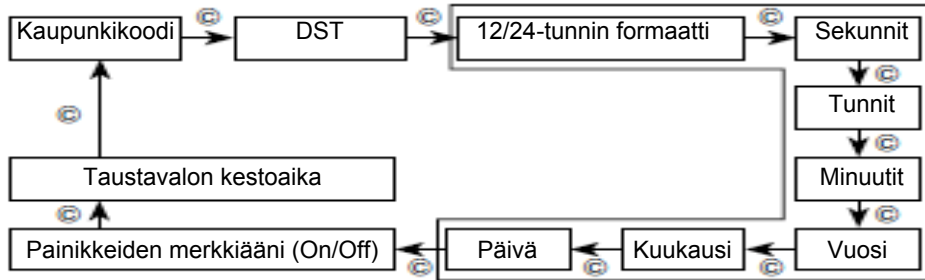 Kaupunkikoodi © DST © 12/24-tunnin formaatti © Sekunnit
©
Tunnit
©
©
Taustavalon kestoaika
Minuutit
© ©
Painikkeiden merkkiääni (On/Off) © Päivä © Kuukausi © Vuosi